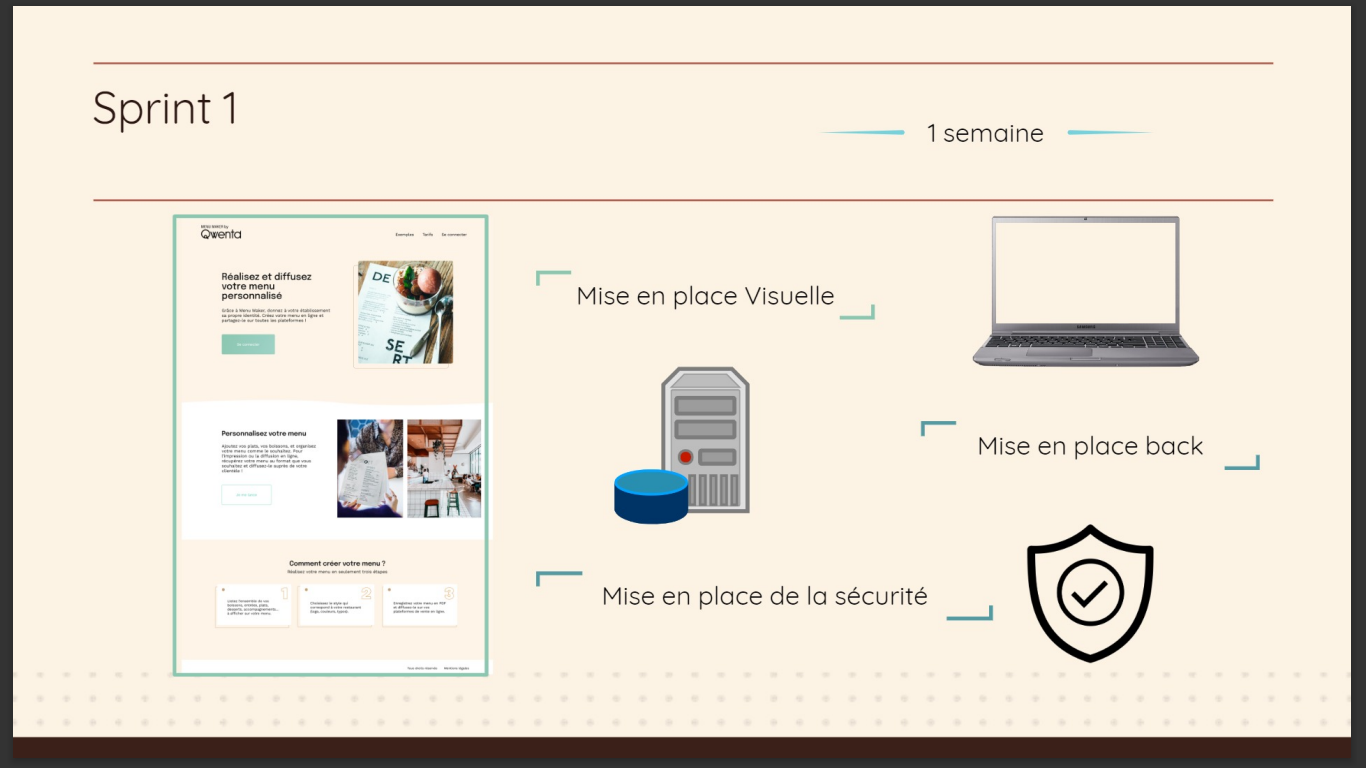 Sprint 1
1 semaine
MENU MAKER by
Qwenta
Exemples Tarifs Se connecter
Réalisez et diffusez
votre menu
personnalisé
Grâce à Menu Maker, donnez à votre établissement
sa propre identité. Créez votre menu en ligne et
partagez-le sur toutes les plateformes !
Se connecter
DE
SE
RT
Personnalisez votre menu
Ajoutez vos plats, vos boissons, et organisez
votre menu comme le souhaitez. Pour
l'impression ou la diffusion en ligne,
récupérez votre menu au format que vous
souhaitez et diffusez-le auprès de votre
clientèle !
Comment créer votre menu ?
Réalisez votre menu en seulement trois étapes
1
Listez l'ensemble de vos
boissons, entrées, plats,
desserts, accompagnements...
à afficher sur votre menu.
2
Choisissez le style qui
correspond à votre restaurant
(logo, couleurs, typos).
3
Enregistrez votre menu en PDF
et diffusez-le sur vos
plateformes de vente en ligne.
Tous droits réservés Mentions légales
Mise en place Visuelle
SAMSUNG
Mise en place back
Mise en place de la sécurité